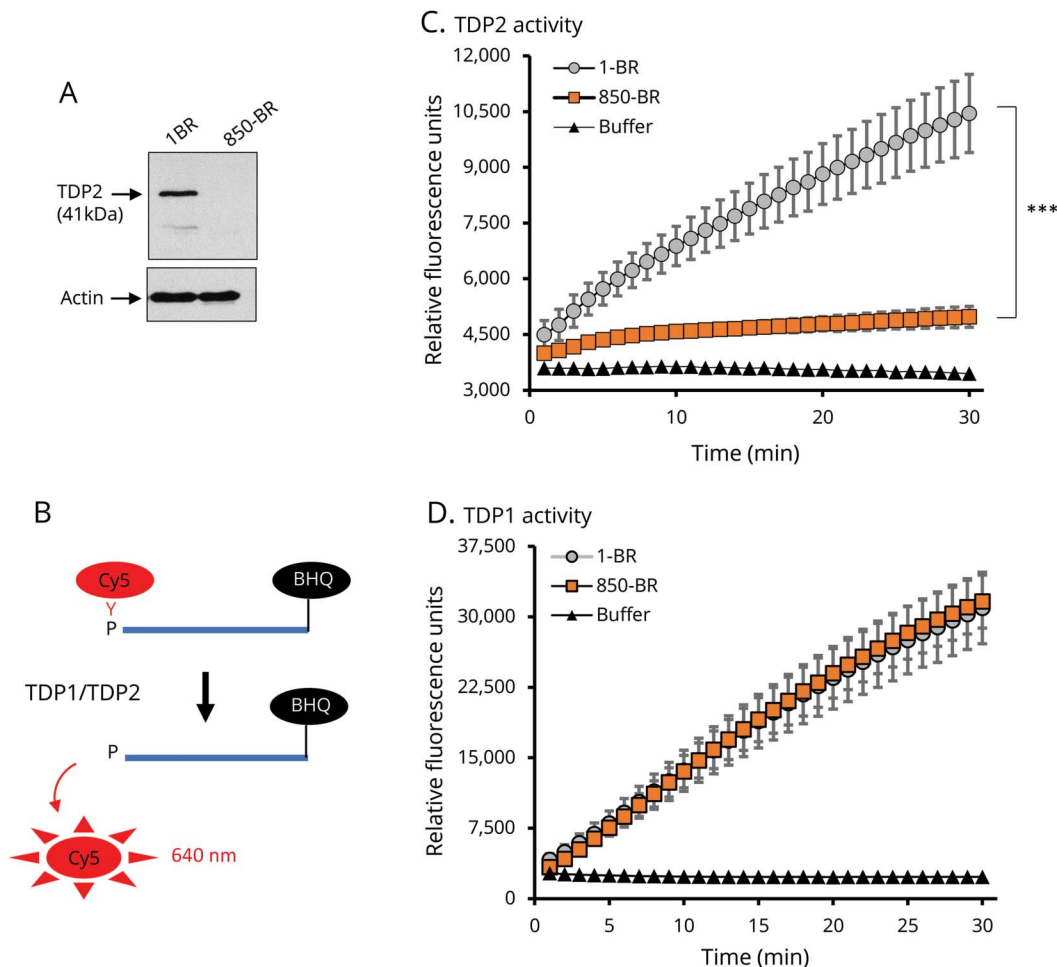 A
1BR
850-BR
TDP2
(41kDa)
Actin
B
Cy5
Y
P
BHQ
TDP1/TDP2
P
BHQ
Cy5
640 nm
C. TDP2 activity
12,000
10,500
9,000
7,500
6,000
4,500
3,000
Relative fluorescence units
1-BR
850-BR
Buffer
***
0
10
20
30
Time (min)
D. TDP1 activity
37,500
30,000
22,500
15,000
7,500
0
Relative fluorescence units
1-BR
850-BR
Buffer
0
5
10
15
20
25
30
Time (min)